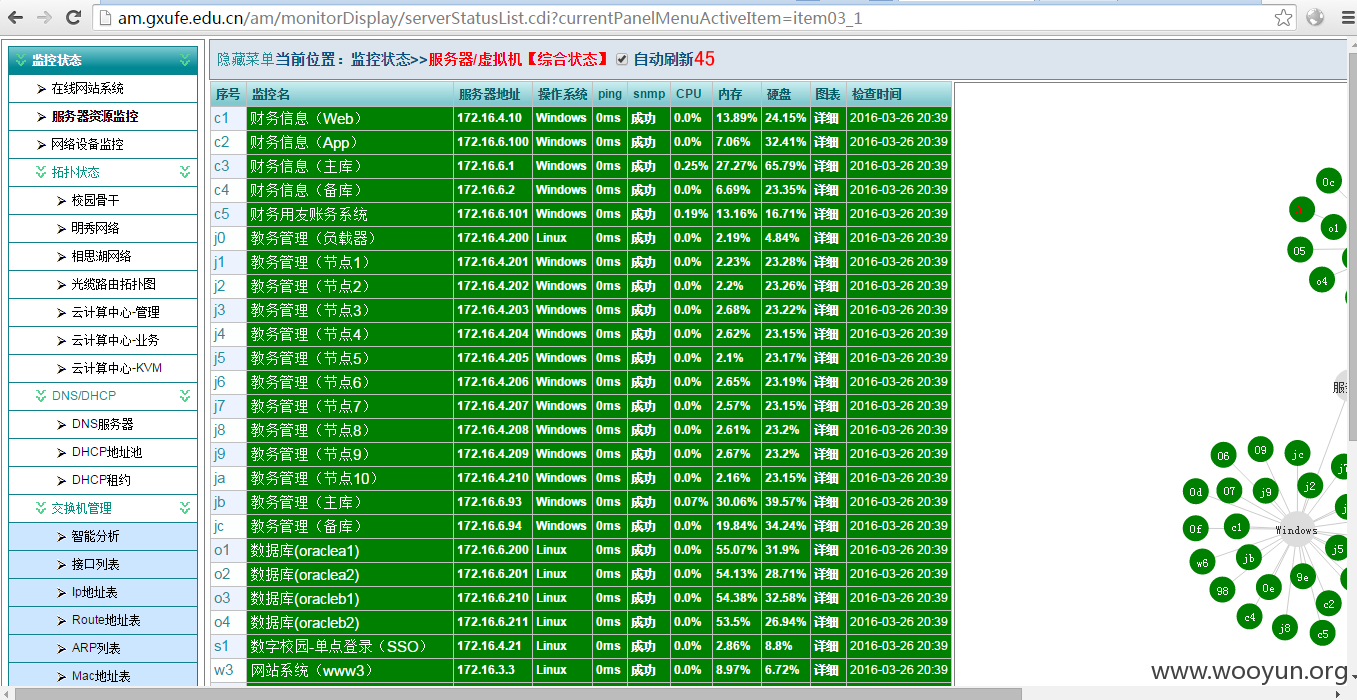 am.gxufe.edu.cn/am/monitorDisplay/serverStatusList.cdi?currentPanelMenuActiveItem=item03_1
监控状态
在线网站系统
服务器资源监控
网络设备监控
拓扑状态
校园骨干
明秀网络
相思湖网络
光缆路由拓扑图
云计算中心-管理
云计算中心-业务
云计算中心-KVM
DNS/DHCP
DNS服务器
DHCP地址池
DHCP租约
交换机管理
智能分析
接口列表
Ip地址表
Route地址表
ARP列表
Mac地址表
隐藏菜单当前位置：监控状态>>服务器/虚拟机【综合状态】 自动刷新45
序号 监控名 服务器地址 操作系统 ping snmp CPU 内存 硬盘 图表 检查时间
c1 财务信息（Web） 172.16.4.10 Windows 0ms 成功 0.0% 13.89% 24.15% 详细 2016-03-26 20:39
c2 财务信息（App） 172.16.6.100 Windows 0ms 成功 0.0% 7.06% 32.41% 详细 2016-03-26 20:39
c3 财务信息（主库） 172.16.6.1 Windows 0ms 成功 0.25% 27.27% 65.79% 详细 2016-03-26 20:39
c4 财务信息（备库） 172.16.6.2 Windows 0ms 成功 0.0% 6.69% 23.35% 详细 2016-03-26 20:39
c5 财务用友账务系统 172.16.6.101 Windows 0ms 成功 0.19% 13.16% 16.71% 详细 2016-03-26 20:39
j0 教务管理（负载器） 172.16.4.200 Linux 0ms 成功 0.0% 2.19% 4.84% 详细 2016-03-26 20:39
j1 教务管理（节点1） 172.16.4.201 Windows 0ms 成功 0.0% 2.23% 23.28% 详细 2016-03-26 20:39
j2 教务管理（节点2） 172.16.4.202 Windows 0ms 成功 0.0% 2.2% 23.26% 详细 2016-03-26 20:39
j3 教务管理（节点3） 172.16.4.203 Windows 0ms 成功 0.0% 2.68% 23.22% 详细 2016-03-26 20:39
j4 教务管理（节点4） 172.16.4.204 Windows 0ms 成功 0.0% 2.62% 23.15% 详细 2016-03-26 20:39
j5 教务管理（节点5） 172.16.4.205 Windows 0ms 成功 0.0% 2.1% 23.17% 详细 2016-03-26 20:39
j6 教务管理（节点6） 172.16.4.206 Windows 0ms 成功 0.0% 2.65% 23.19% 详细 2016-03-26 20:39
j7 教务管理（节点7） 172.16.4.207 Windows 0ms 成功 0.0% 2.57% 23.15% 详细 2016-03-26 20:39
j8 教务管理（节点8） 172.16.4.208 Windows 0ms 成功 0.0% 2.61% 23.2% 详细 2016-03-26 20:39
j9 教务管理（节点9） 172.16.4.209 Windows 0ms 成功 0.0% 2.67% 23.2% 详细 2016-03-26 20:39
ja 教务管理（节点10） 172.16.4.210 Windows 0ms 成功 0.0% 2.16% 23.15% 详细 2016-03-26 20:39
jb 教务管理（主库） 172.16.6.93 Windows 0ms 成功 0.07% 30.06% 39.57% 详细 2016-03-26 20:39
jc 教务管理（备库） 172.16.6.94 Windows 0ms 成功 0.0% 19.84% 34.24% 详细 2016-03-26 20:39
o1 数据库(oraclea1) 172.16.6.200 Linux 0ms 成功 0.0% 55.07% 31.9% 详细 2016-03-26 20:39
o2 数据库(oraclea2) 172.16.6.201 Linux 0ms 成功 0.0% 54.13% 28.71% 详细 2016-03-26 20:39
o3 数据库(oracleb1) 172.16.6.210 Linux 0ms 成功 0.0% 54.38% 32.58% 详细 2016-03-26 20:39
o4 数据库(oracleb2) 172.16.6.211 Linux 0ms 成功 0.0% 53.5% 26.94% 详细 2016-03-26 20:39
s1 数字校园-单点登录（SSO） 172.16.4.21 Linux 0ms 成功 0.0% 2.86% 8.8% 详细 2016-03-26 20:39
w3 网站系统（www3） 172.16.3.3 Linux 0ms 成功 0.0% 8.97% 6.72% 详细 2016-03-26 20:39
0c
o1
05
o4
服
06 09 jc j7
0d 07 j9 j2
0f c1 Windows
w6 jb j5
98 0e 9e
c4 c2
j8 c5
www.wooyun.org